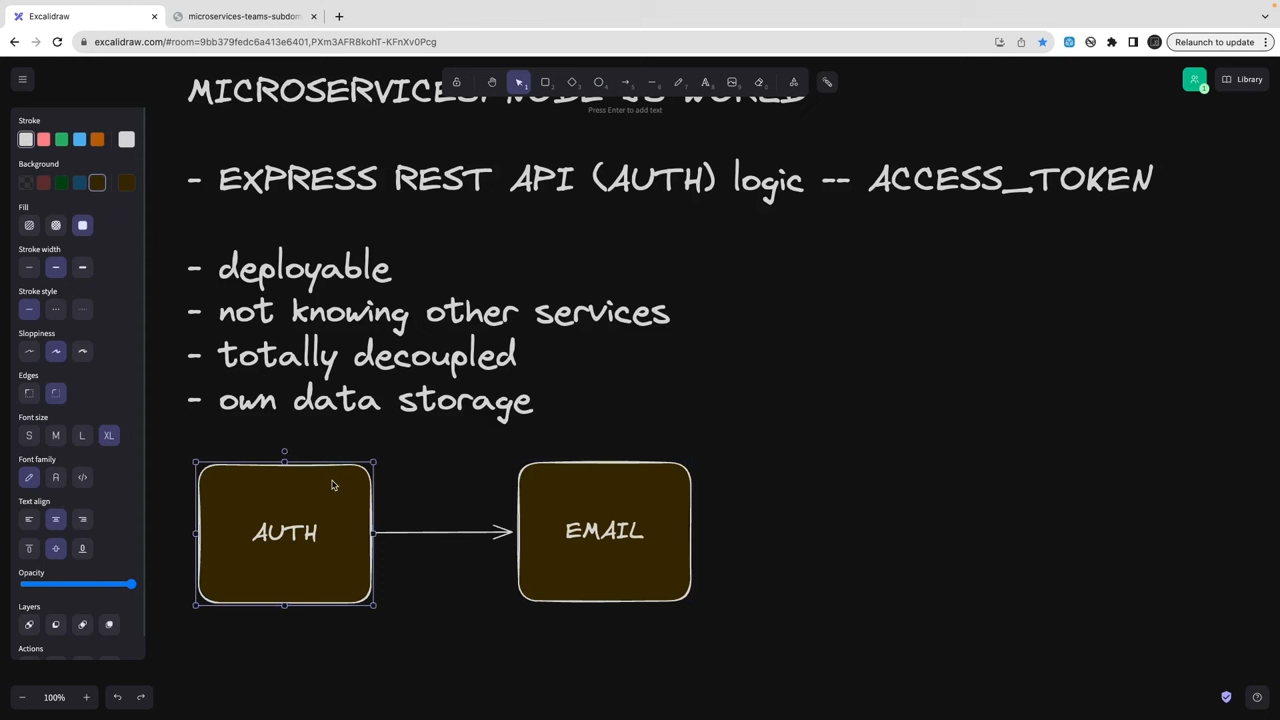 Excalidraw
microservices-teams-subdom
excalidraw.com/#room=9bb379fedc6a413e6401,PXm3AFR8kohT-KFnXv0Pcg
Relaunch to update
Library
Press Enter to add text
- EXPRESS REST API (AUTH) logic -- ACCESS_TOKEN
- deployable
- not knowing other services
- totally decoupled
- own data storage
AUTH
EMAIL
Stroke
Background
Fill
Stroke width
Stroke style
Sloppiness
Edges
Font size
S M L XL
Font family
Text align
Opacity
Layers
Actions
100%